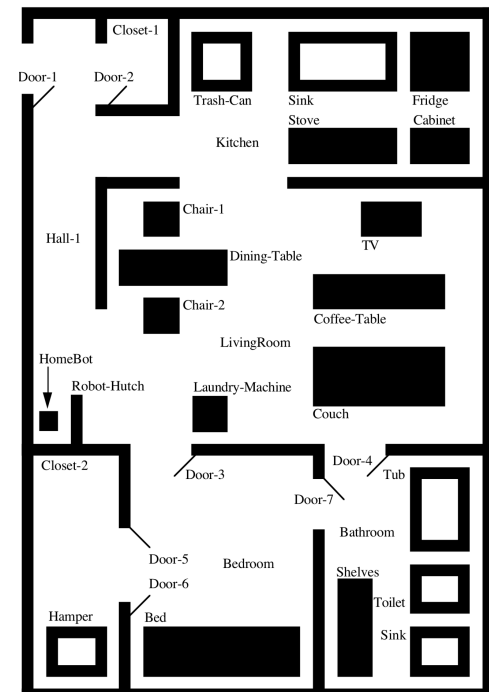 Closet-1
Door-1
Door-2
Trash-Can
Sink
Fridge
Stove
Cabinet
Kitchen
Chair-1
Hall-1
TV
Dining-Table
Chair-2
Coffee-Table
LivingRoom
HomeBot
Robot-Hutch
Laundry-Machine
Couch
Closet-2
Door-3
Door-4
Tub
Door-7
Bathroom
Door-5
Bedroom
Shelves
Door-6
Toilet
Hamper
Bed
Sink